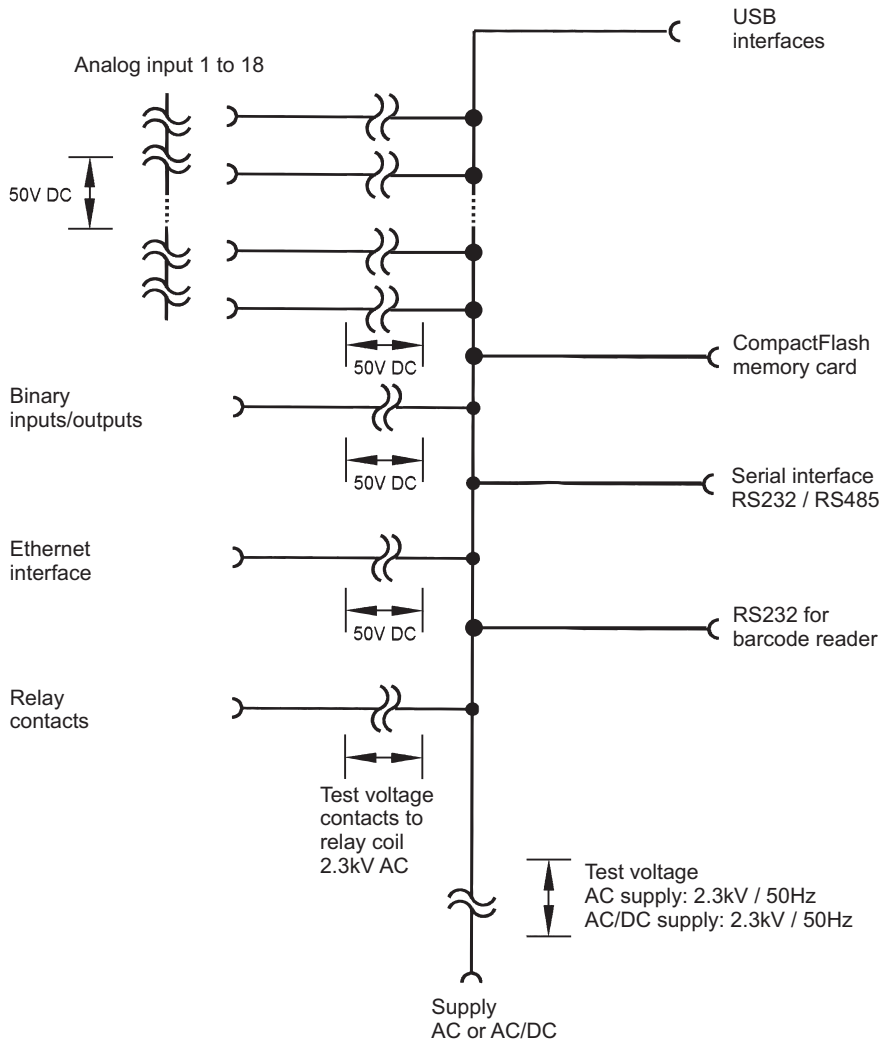 USB
interfaces
Analog input 1 to 18
50V DC
50V DC
CompactFlash
memory card
Binary
inputs/outputs
50V DC
Serial interface
RS232 / RS485
Ethernet
interface
50V DC
RS232 for
barcode reader
Relay
contacts
Test voltage
contacts to
relay coil
2.3kV AC
Test voltage
AC supply: 2.3kV / 50Hz
AC/DC supply: 2.3kV / 50Hz
Supply
AC or AC/DC